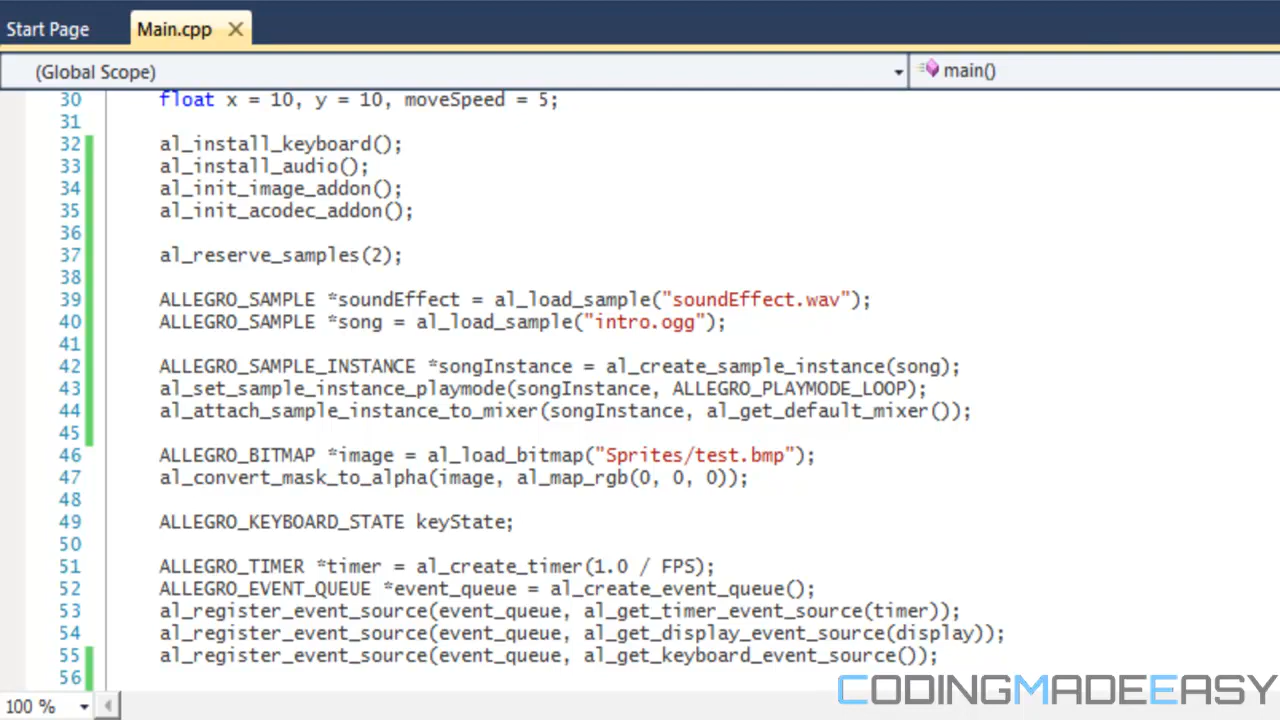 Start Page Main.cpp
(Global Scope) main()
30 float x = 10, y = 10, moveSpeed = 5;
31
32 al_install_keyboard();
33 al_install_audio();
34 al_init_image_addon();
35 al_init_acodec_addon();
36
37 al_reserve_samples(2);
38
39 ALLEGRO_SAMPLE *soundEffect = al_load_sample("soundEffect.wav");
40 ALLEGRO_SAMPLE *song = al_load_sample("intro.ogg");
41
42 ALLEGRO_SAMPLE_INSTANCE *songInstance = al_create_sample_instance(song);
43 al_set_sample_instance_playmode(songInstance, ALLEGRO_PLAYMODE_LOOP);
44 al_attach_sample_instance_to_mixer(songInstance, al_get_default_mixer());
45
46 ALLEGRO_BITMAP *image = al_load_bitmap("Sprites/test.bmp");
47 al_convert_mask_to_alpha(image, al_map_rgb(0, 0, 0));
48
49 ALLEGRO_KEYBOARD_STATE keyState;
50
51 ALLEGRO_TIMER *timer = al_create_timer(1.0 / FPS);
52 ALLEGRO_EVENT_QUEUE *event_queue = al_create_event_queue();
53 al_register_event_source(event_queue, al_get_timer_event_source(timer));
54 al_register_event_source(event_queue, al_get_display_event_source(display));
55 al_register_event_source(event_queue, al_get_keyboard_event_source());
56
CODINGMADEEASY
100 %